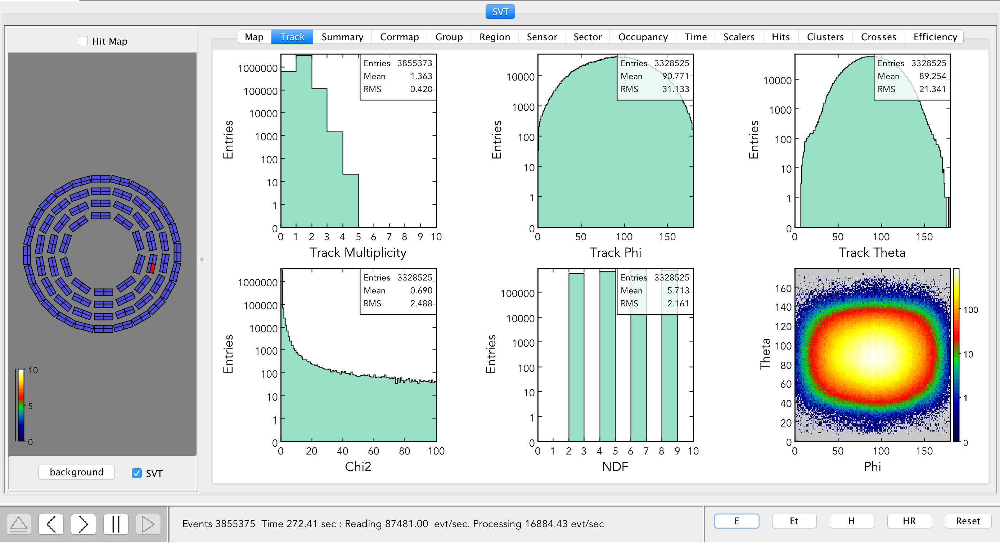 SVT
Hit Map
Map Track Summary Corrmap Group Region Sensor Sector Occupancy Time Scalers Hits Clusters Crosses Efficiency
10
5
0
background SVT
Entries 3855373
Mean 1.363
RMS 0.420
1000000
100000
10000
1000
100
10
1
0
Entries
0 1 2 3 4 5 6 7 8 9 10
Track Multiplicity
Entries 3328525
Mean 90.771
RMS 31.133
10000
1000
100
10
1
0
Entries
0 50 100 150
Track Phi
Entries 3328525
Mean 89.254
RMS 21.341
10000
1000
100
10
1
0
Entries
0 50 100 150
Track Theta
Entries 3328525
Mean 0.690
RMS 2.488
1000000
100000
10000
1000
100
10
1
0
Entries
0 20 40 60 80 100
Chi2
Entries 3328525
Mean 5.713
RMS 2.161
100000
10000
1000
100
10
1
0
Entries
0 1 2 3 4 5 6 7 8 9 10
NDF
160
140
120
100
80
60
40
20
0
Theta
0 50 100 150
Phi
100
10
1
0
Events 3855375 Time 272.41 sec : Reading 87481.00 evt/sec. Processing 16884.43 evt/sec
E Et H HR Reset